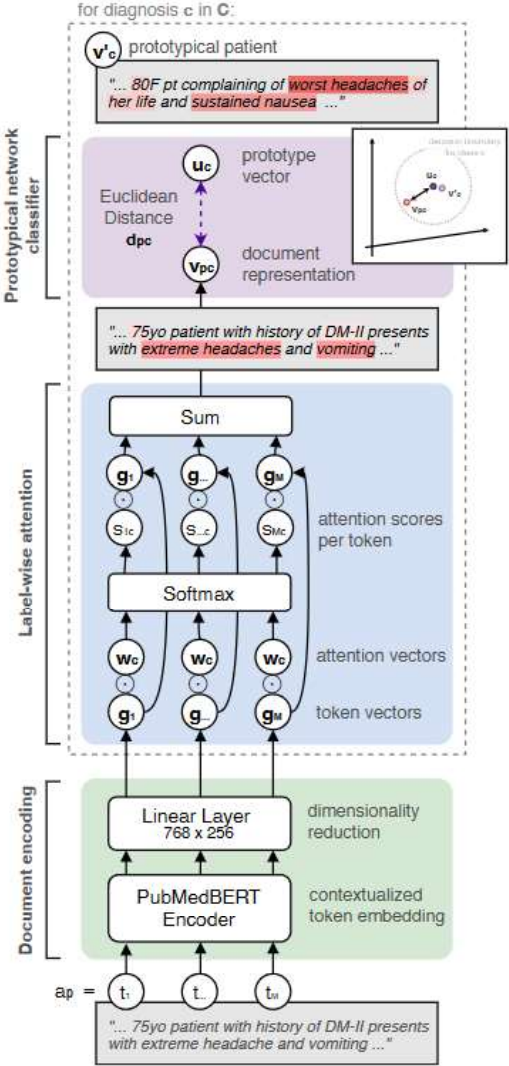 for diagnosis c in C:
v'c prototypical patient
"... 80F pt complaining of worst headaches of
her life and sustained nausea ..."
Prototypical network
classifier
uc
prototype
vector
Euclidean
Distance
dpc
vpc
document
representation
uc
v'c
vpc
"... 75yo patient with history of DM-II presents
with extreme headaches and vomiting ..."
Label-wise attention
Sum
g1 g... gM
s1c s...c sMc
attention scores
per token
Softmax
wc wc wc
attention vectors
g1 g... gM
token vectors
Document encoding
Linear Layer
768 x 256
dimensionality
reduction
PubMedBERT
Encoder
contextualized
token embedding
ap = t1 t... tM
"... 75yo patient with history of DM-II presents
with extreme headache and vomiting ..."